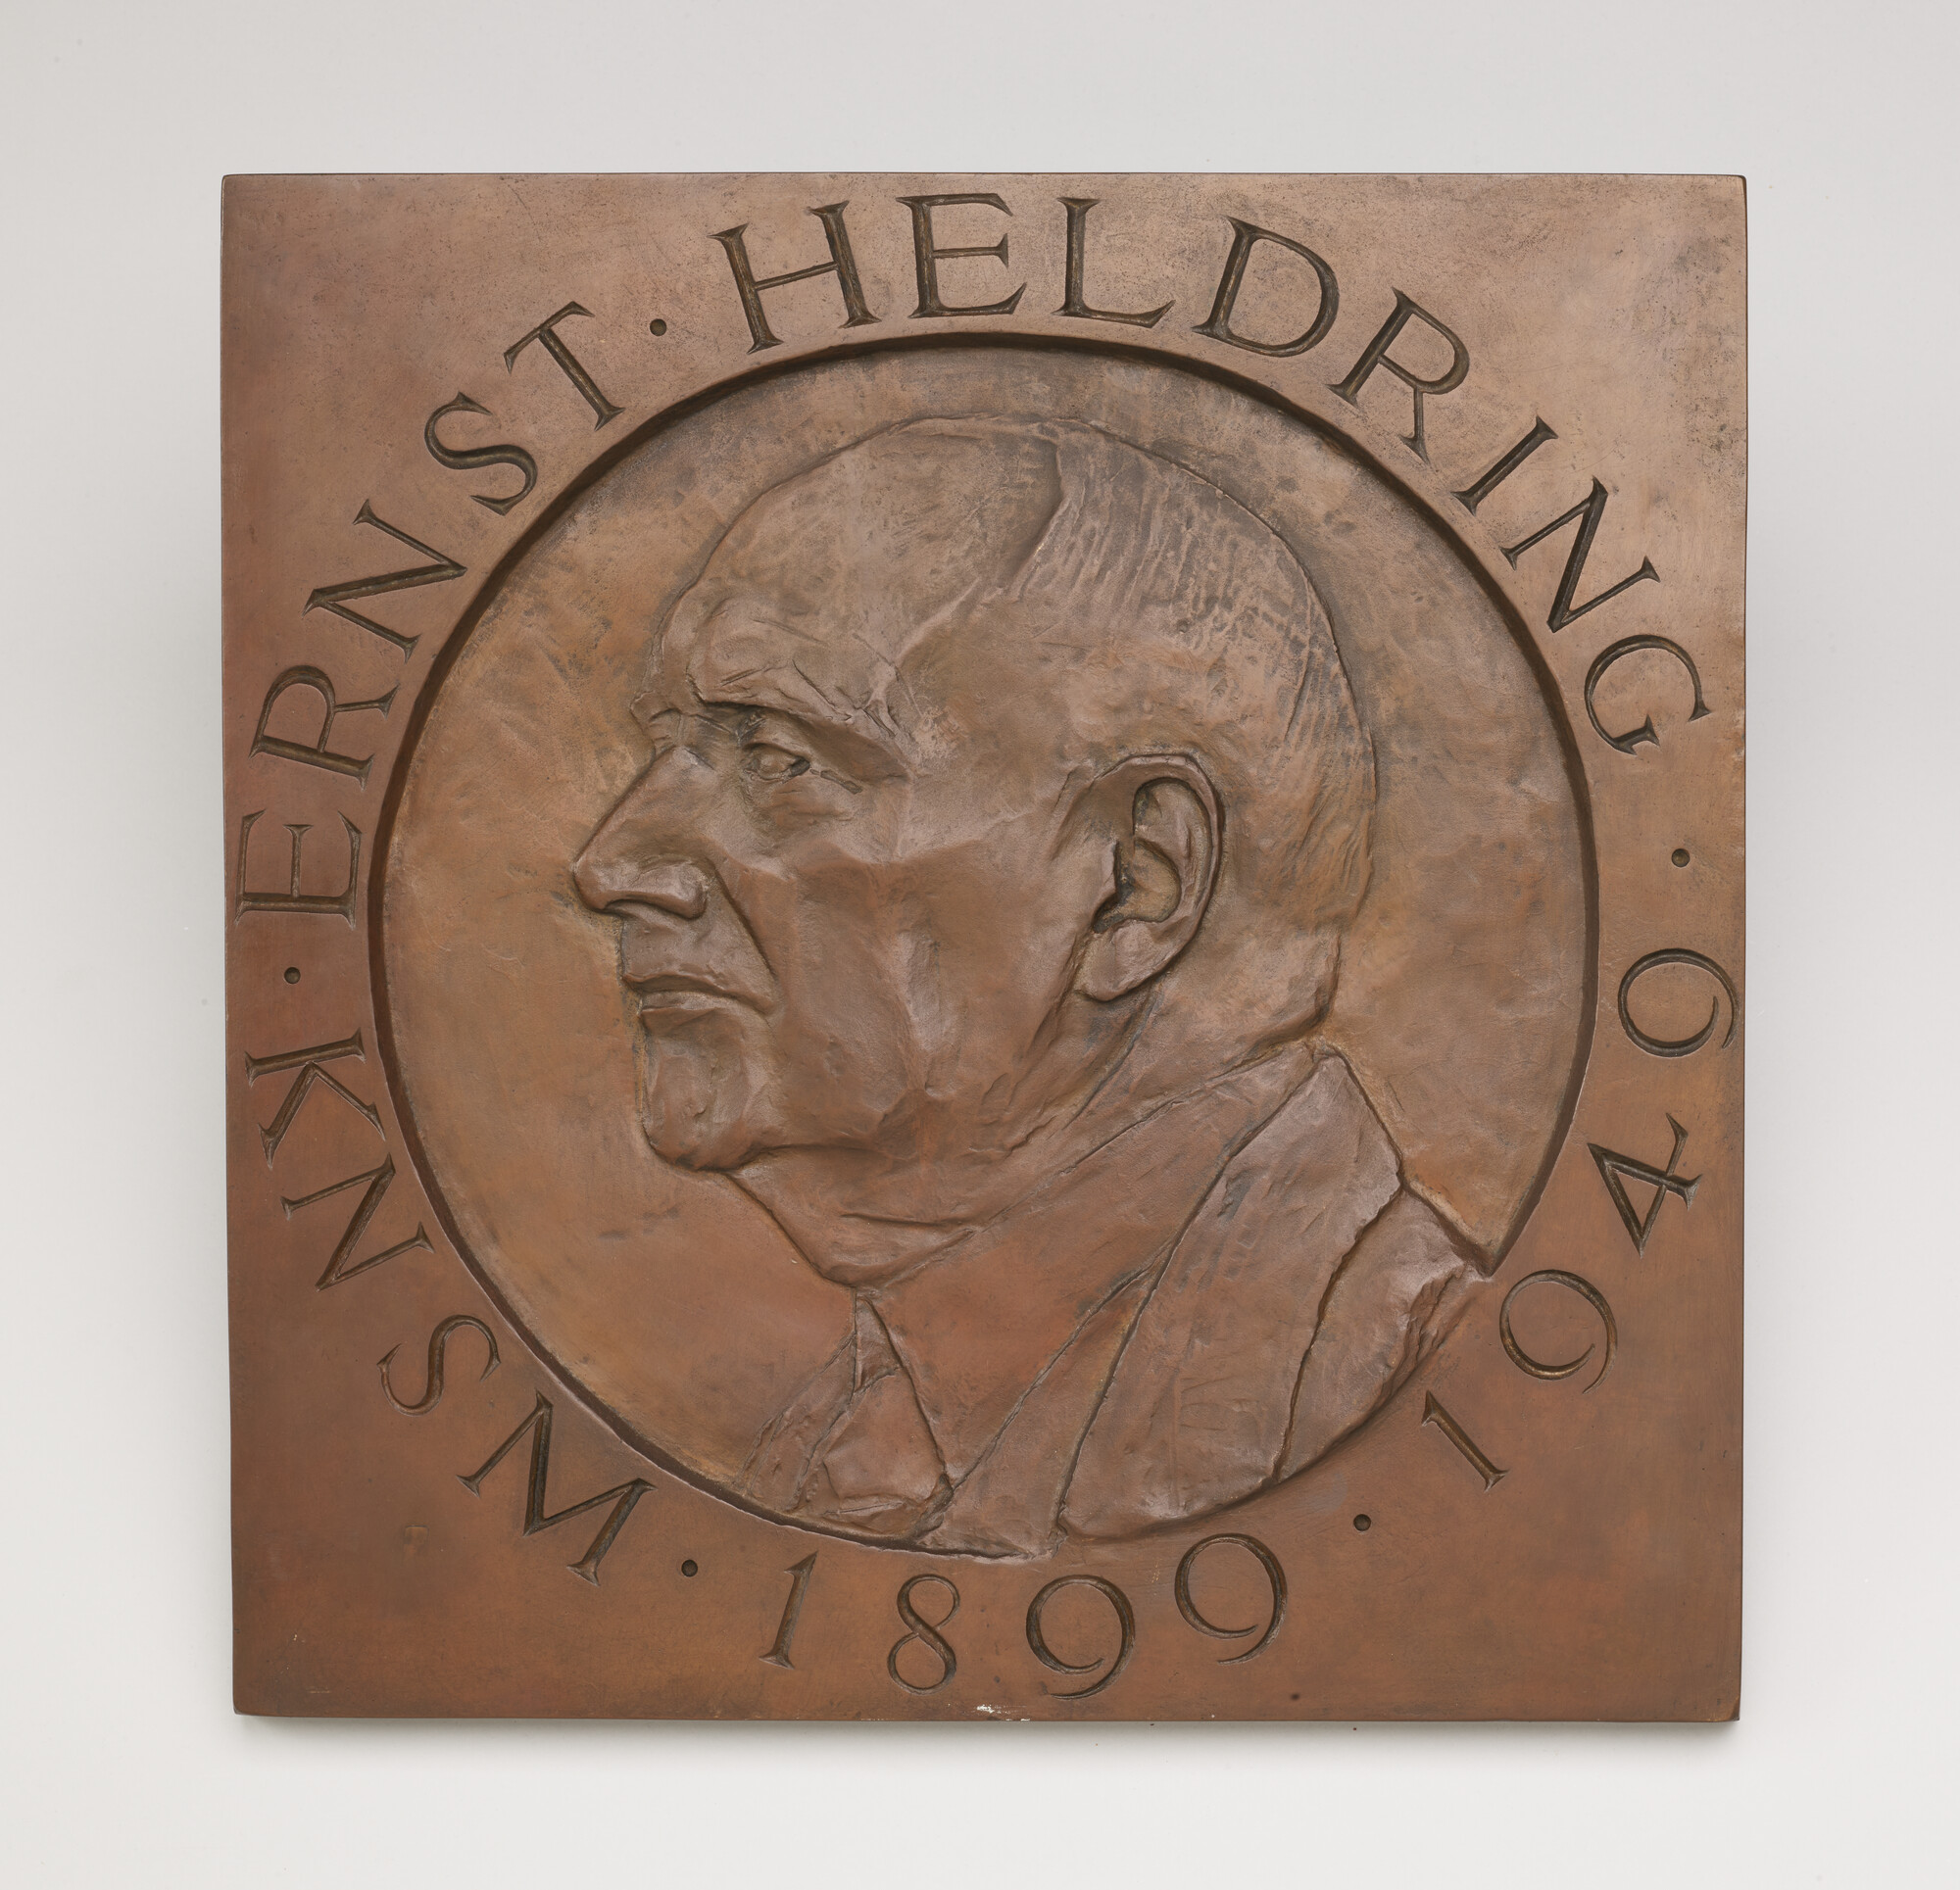 ERNST · HELDRING ·
KNSM · 1899 · 1949